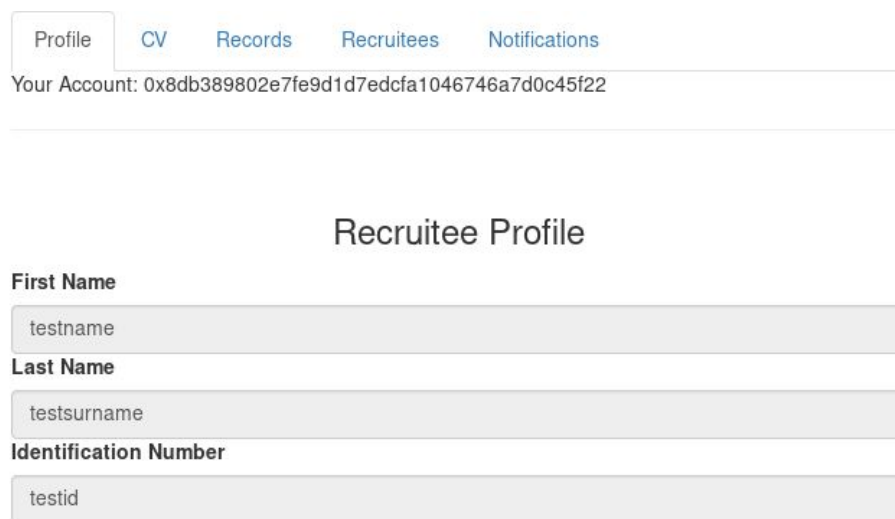 Profile CV Records Recruitees Notifications
Your Account: 0x8db389802e7fe9d1d7edcfa1046746a7d0c45f22
Recruitee Profile
First Name
testname
Last Name
testsurname
Identification Number
testid